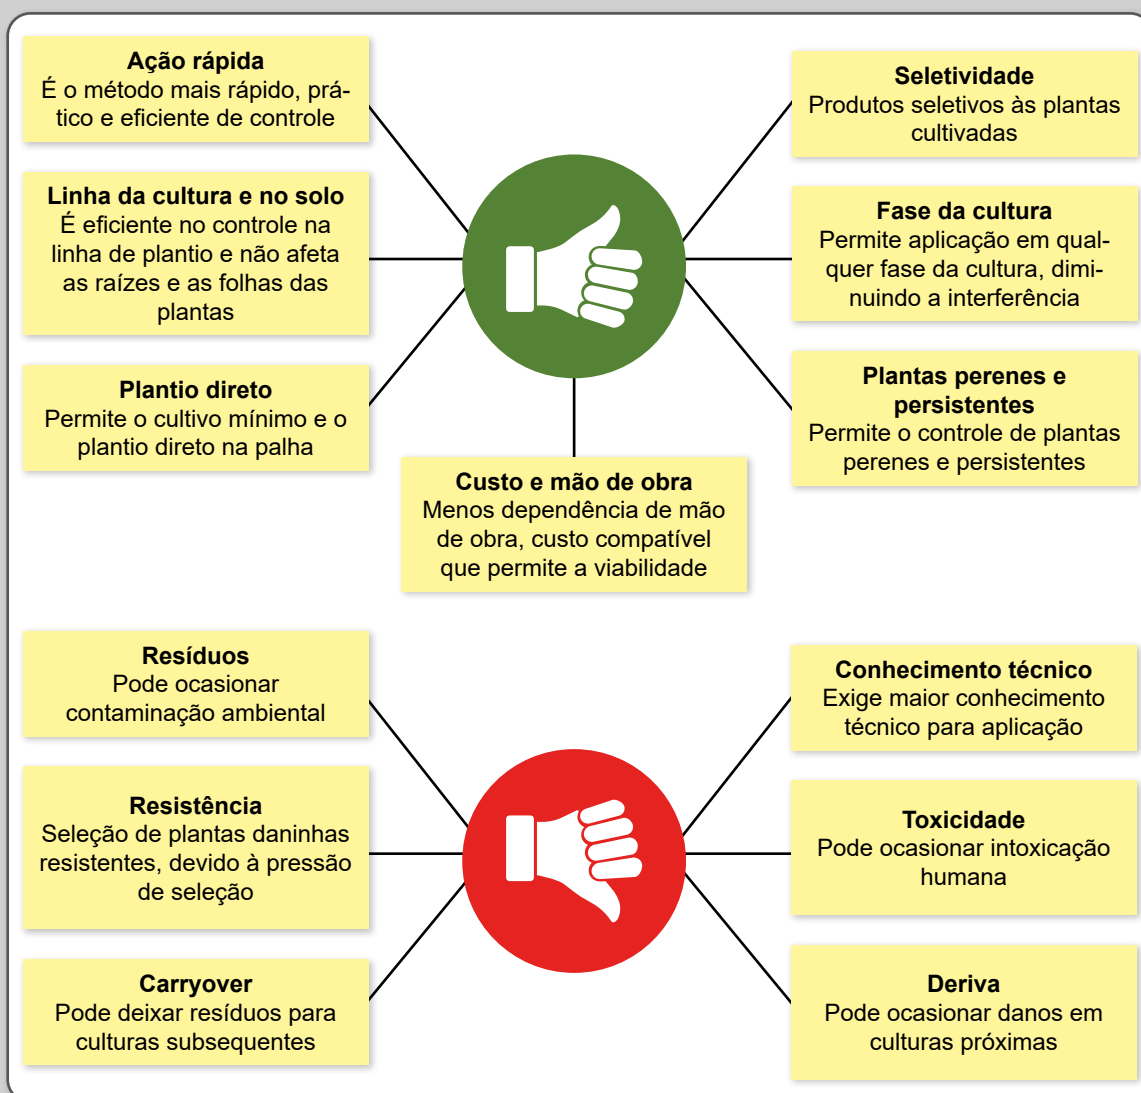 Ação rápida
É o método mais rápido, prá-
tico e eficiente de controle
Linha da cultura e no solo
É eficiente no controle na
linha de plantio e não afeta
as raízes e as folhas das
plantas
Plantio direto
Permite o cultivo mínimo e o
plantio direto na palha
Custo e mão de obra
Menos dependência de mão
de obra, custo compatível
que permite a viabilidade
Seletividade
Produtos seletivos às plantas
cultivadas
Fase da cultura
Permite aplicação em qual-
quer fase da cultura, dimi-
nuindo a interferência
Plantas perenes e
persistentes
Permite o controle de plantas
perenes e persistentes
Resíduos
Pode ocasionar
contaminação ambiental
Resistência
Seleção de plantas daninhas
resistentes, devido à pressão
de seleção
Carryover
Pode deixar resíduos para
culturas subsequentes
Conhecimento técnico
Exige maior conhecimento
técnico para aplicação
Toxicidade
Pode ocasionar intoxicação
humana
Deriva
Pode ocasionar danos em
culturas próximas